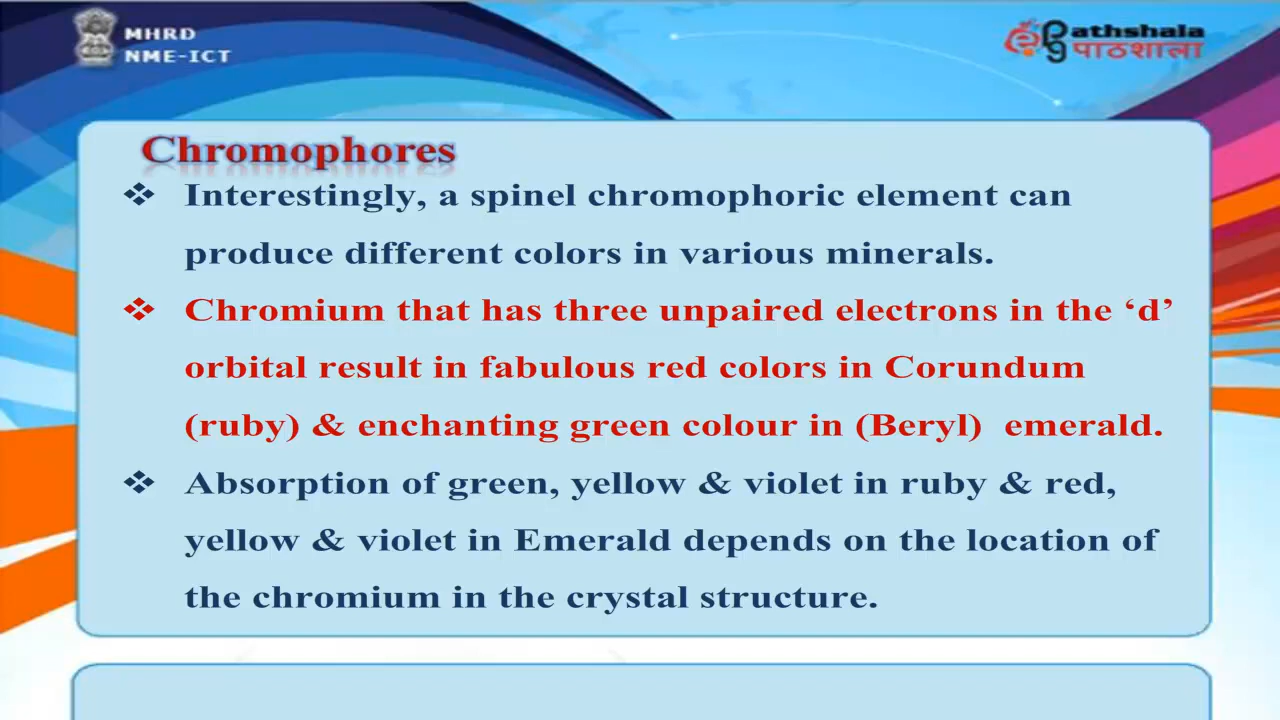 MHRD
NME-ICT
epg athshala
पाठशाला
Chromophores
❖ Interestingly, a spinel chromophoric element can
produce different colors in various minerals.
❖ Chromium that has three unpaired electrons in the ‘d’
orbital result in fabulous red colors in Corundum
(ruby) & enchanting green colour in (Beryl) emerald.
❖ Absorption of green, yellow & violet in ruby & red,
yellow & violet in Emerald depends on the location of
the chromium in the crystal structure.